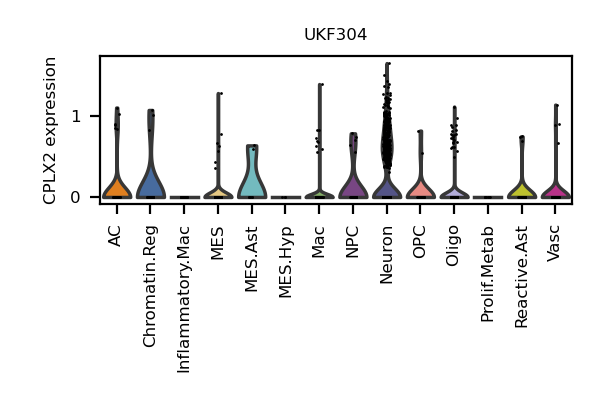 UKF304
CPLX2 expression
1
0
AC
Chromatin.Reg
Inflammatory.Mac
MES
MES.Ast
MES.Hyp
Mac
NPC
Neuron
OPC
Oligo
Prolif.Metab
Reactive.Ast
Vasc